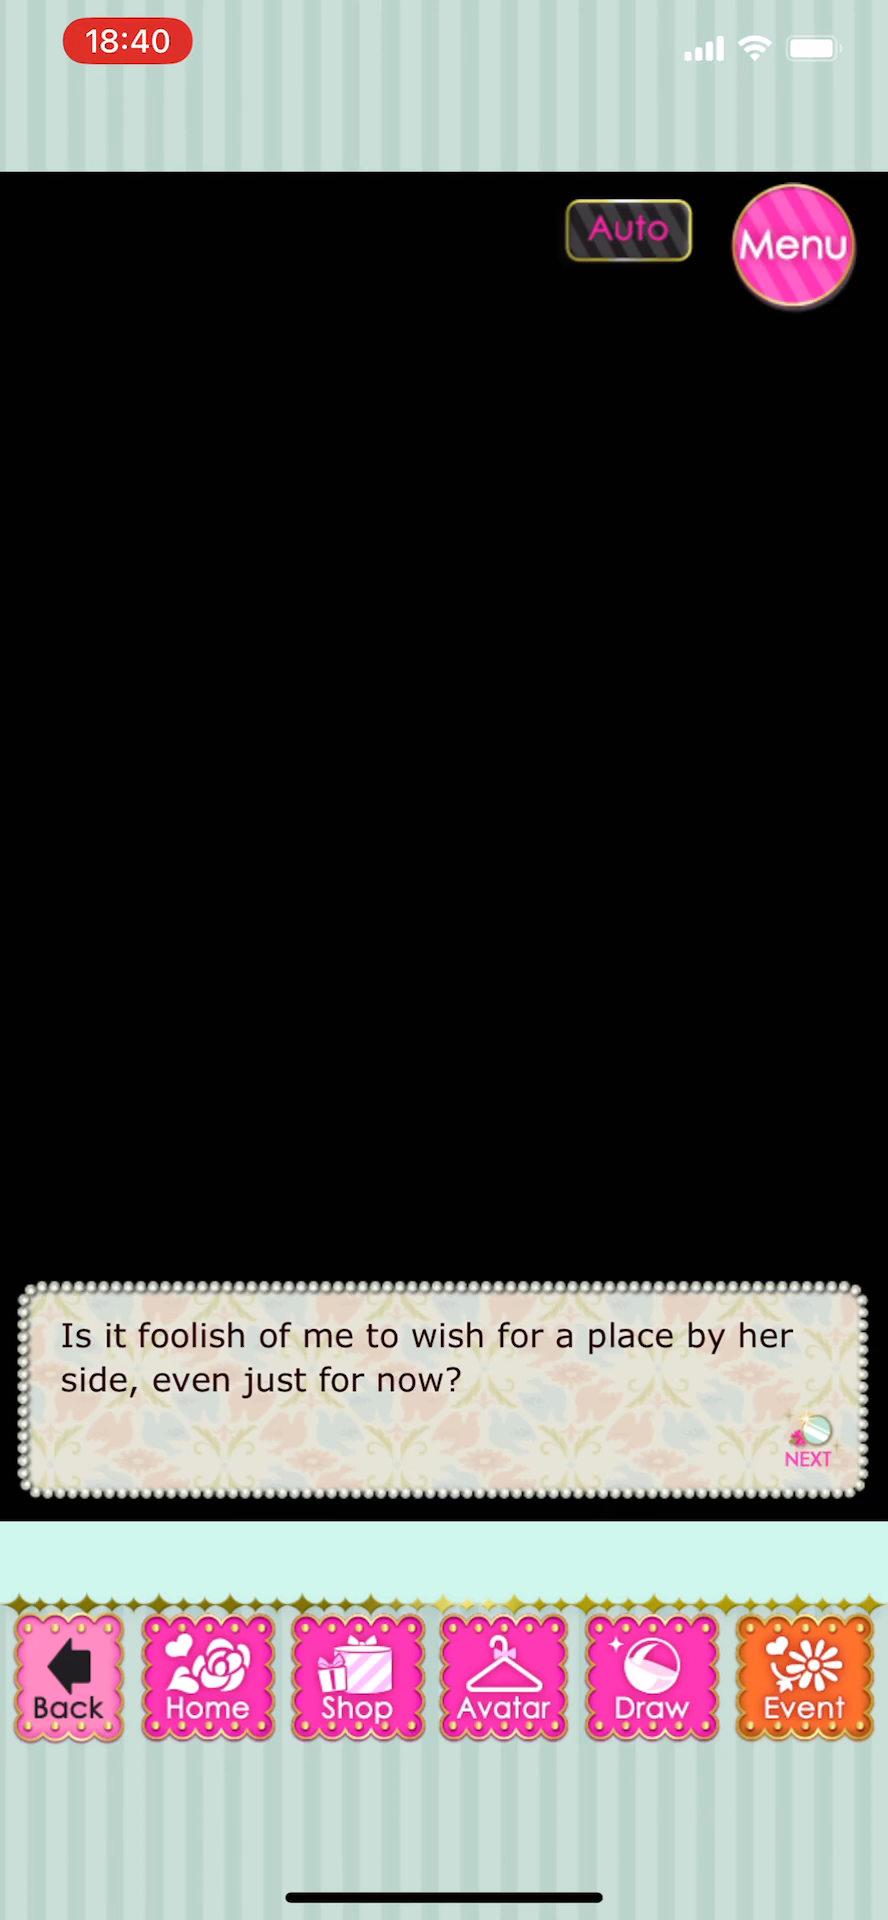 18:40
Auto
Menu
Is it foolish of me to wish for a place by her
side, even just for now?
NEXT
Back
Home
Shop
Avatar
Draw
Event